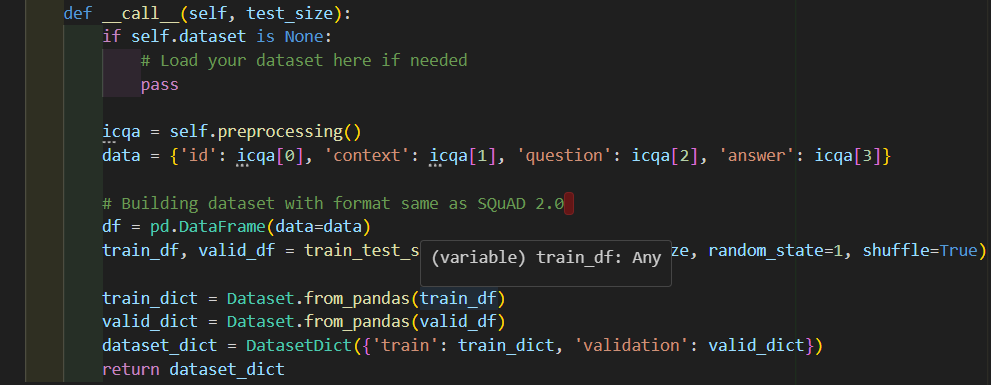 def __call__(self, test_size):
if self.dataset is None:
# Load your dataset here if needed
pass
icqa = self.preprocessing()
data = {'id': icqa[0], 'context': icqa[1], 'question': icqa[2], 'answer': icqa[3]}
# Building dataset with format same as SQuAD 2.0
df = pd.DataFrame(data=data)
train_df, valid_df = train_test_s ze, random_state=1, shuffle=True)
(variable) train_df: Any
train_dict = Dataset.from_pandas(train_df)
valid_dict = Dataset.from_pandas(valid_df)
dataset_dict = DatasetDict({'train': train_dict, 'validation': valid_dict})
return dataset_dict